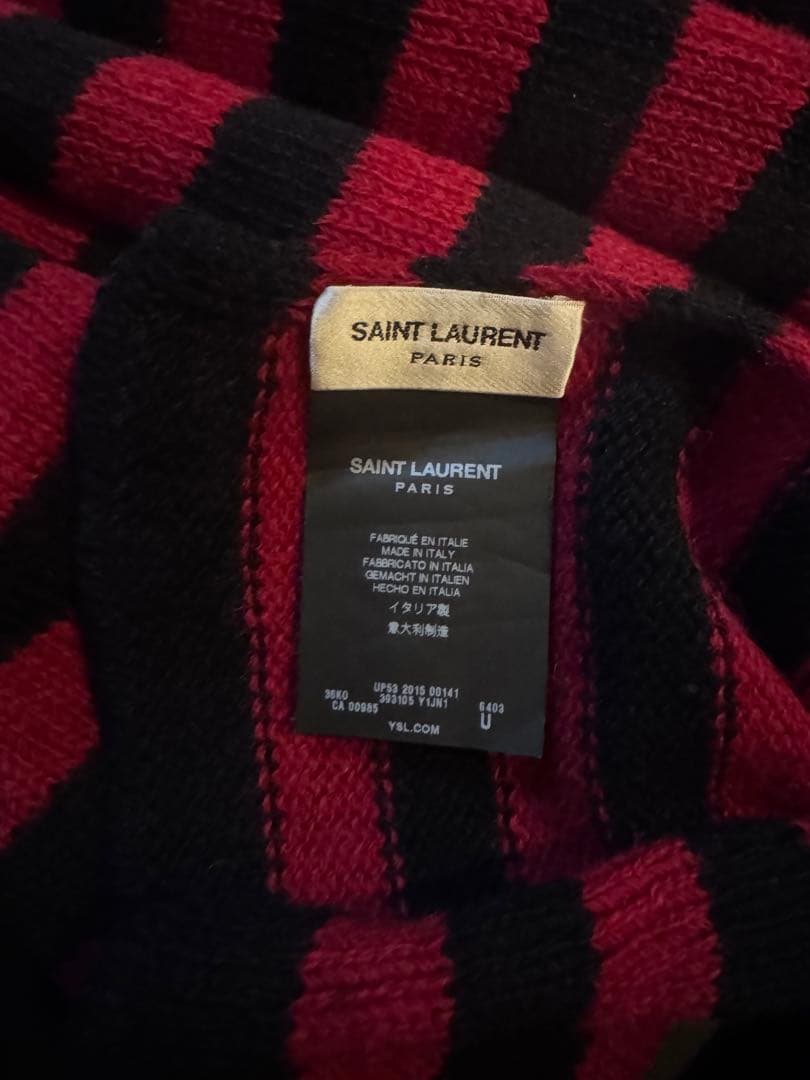 SAINT LAURENT
PARIS
SAINT LAURENT
PARIS
FABRIQUÉ EN ITALIE
MADE IN ITALY
FABBRICATO IN ITALIA
GEMACHT IN ITALIEN
HECHO EN ITALIA
イタリア製
意大利制造
UP53 2015 00141
36K0 393105 Y1JN1 6403
CA 00985 U
YSL.COM